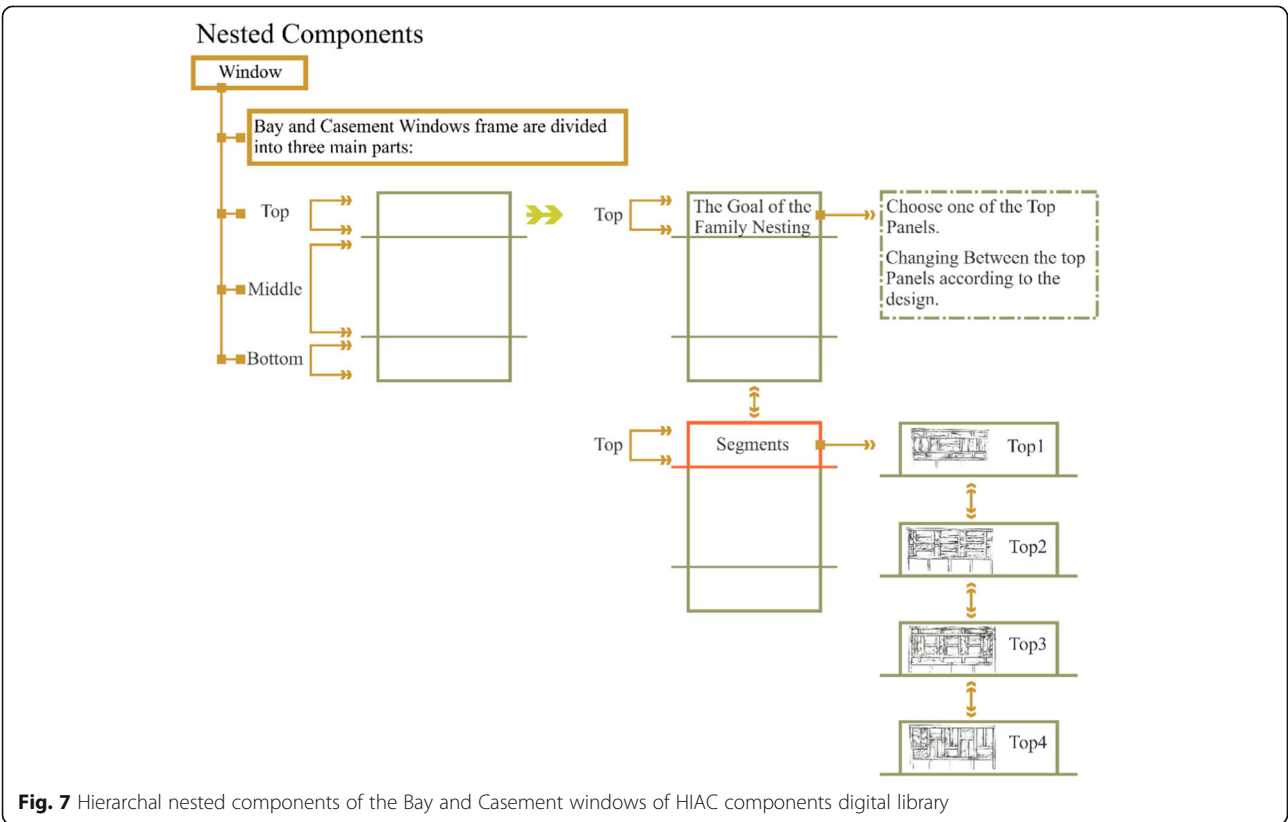 Nested Components
Window
Bay and Casement Windows frame are divided
into three main parts:
Top
Middle
Bottom
Top
The Goal of the
Family Nesting
Choose one of the Top
Panels.
Changing Between the top
Panels according to the
design.
Top
Segments
Top1
Top2
Top3
Top4
Fig. 7 Hierarchal nested components of the Bay and Casement windows of HIAC components digital library